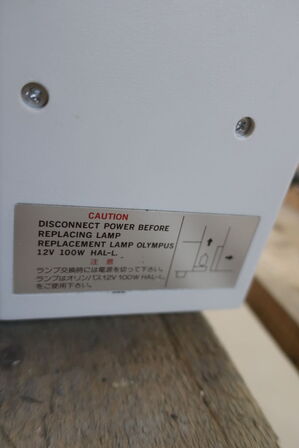 CAUTION
DISCONNECT POWER BEFORE
REPLACING LAMP
REPLACEMENT LAMP OLYMPUS
12V 100W HAL-L.
注 意
ランプ交換時には電源を切って下さい。
ランプはオリンパス12V 100W HAL-L.
をご使用下さい。